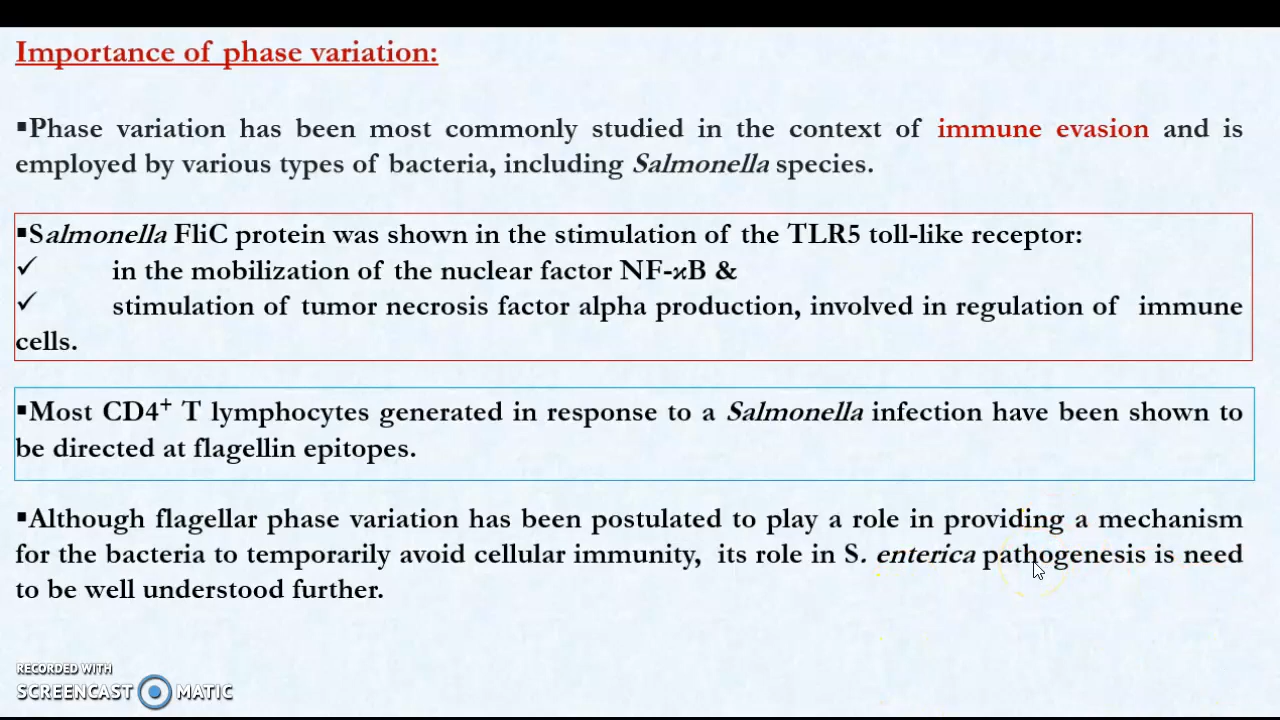 Importance of phase variation:
▪Phase variation has been most commonly studied in the context of immune evasion and is
employed by various types of bacteria, including Salmonella species.
▪Salmonella FliC protein was shown in the stimulation of the TLR5 toll-like receptor:
✓ in the mobilization of the nuclear factor NF-ϰB &
✓ stimulation of tumor necrosis factor alpha production, involved in regulation of immune
cells.
▪Most CD4⁺ T lymphocytes generated in response to a Salmonella infection have been shown to
be directed at flagellin epitopes.
▪Although flagellar phase variation has been postulated to play a role in providing a mechanism
for the bacteria to temporarily avoid cellular immunity, its role in S. enterica pathogenesis is need
to be well understood further.
RECORDED WITH
SCREENCAST MATIC